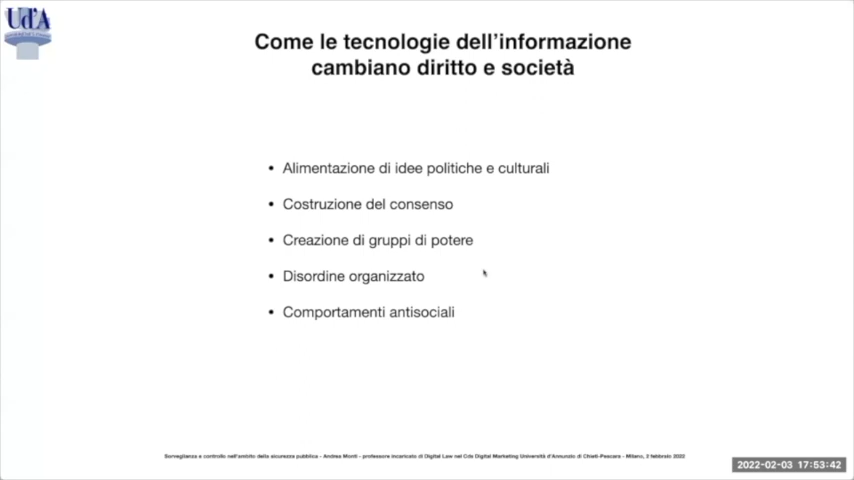 Ud'A
Come le tecnologie dell'informazione
cambiano diritto e società
• Alimentazione di idee politiche e culturali
• Costruzione del consenso
• Creazione di gruppi di potere
• Disordine organizzato
• Comportamenti antisociali
Sorveglianza e controllo nell'ambito della sicurezza pubblica - Andrea Monti - professore incaricato di Digital Law nel Cds Digital Marketing Università d'Annunzio di Chieti-Pescara - Milano, 2 febbraio 2022
2022-02-03 17:53:42